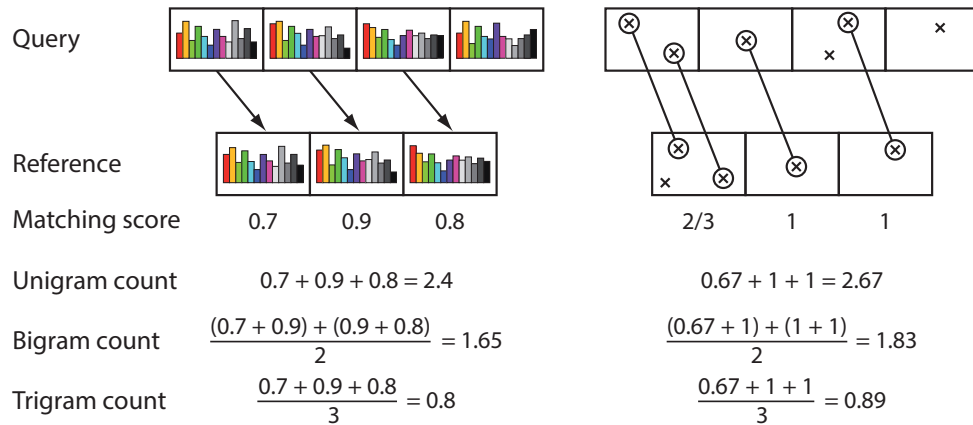 Query
Reference
Matching score 0.7 0.9 0.8 2/3 1 1
Unigram count 0.7 + 0.9 + 0.8 = 2.4 0.67 + 1 + 1 = 2.67
Bigram count (0.7 + 0.9) + (0.9 + 0.8) / 2 = 1.65 (0.67 + 1) + (1 + 1) / 2 = 1.83
Trigram count 0.7 + 0.9 + 0.8 / 3 = 0.8 0.67 + 1 + 1 / 3 = 0.89